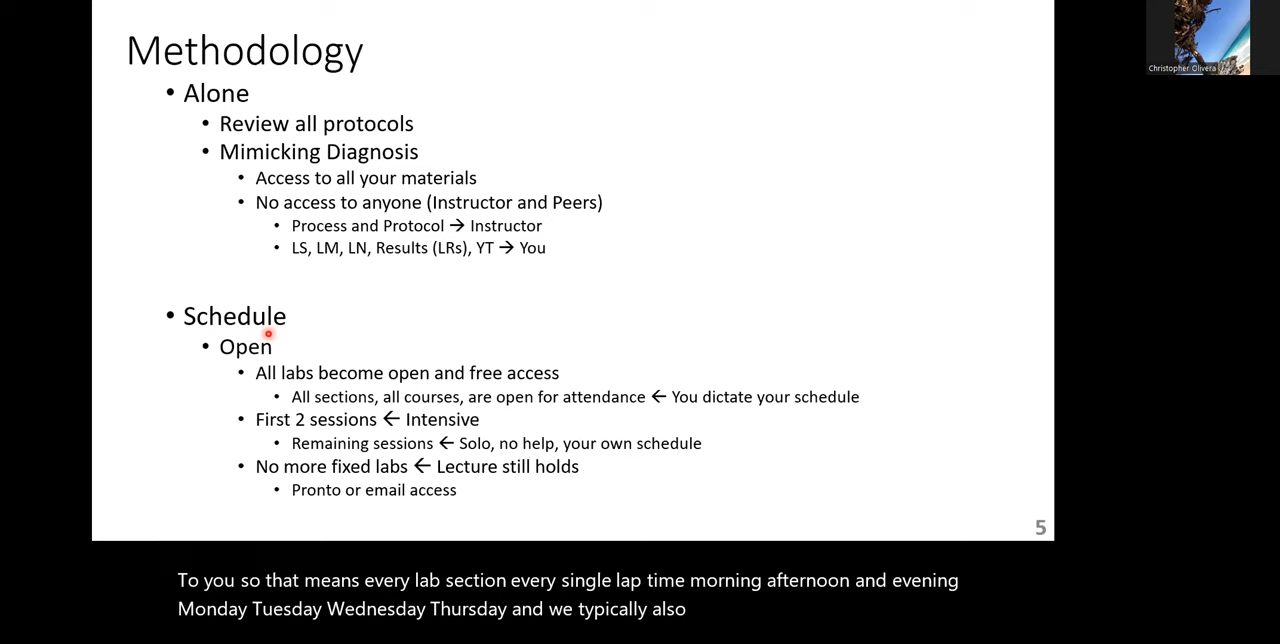 Methodology
• Alone
• Review all protocols
• Mimicking Diagnosis
• Access to all your materials
• No access to anyone (Instructor and Peers)
• Process and Protocol → Instructor
• LS, LM, LN, Results (LRs), YT → You
• Schedule
• Open
• All labs become open and free access
• All sections, all courses, are open for attendance ← You dictate your schedule
• First 2 sessions ← Intensive
• Remaining sessions ← Solo, no help, your own schedule
• No more fixed labs ← Lecture still holds
• Pronto or email access
5
Christopher Olivera
To you so that means every lab section every single lap time morning afternoon and evening
Monday Tuesday Wednesday Thursday and we typically also